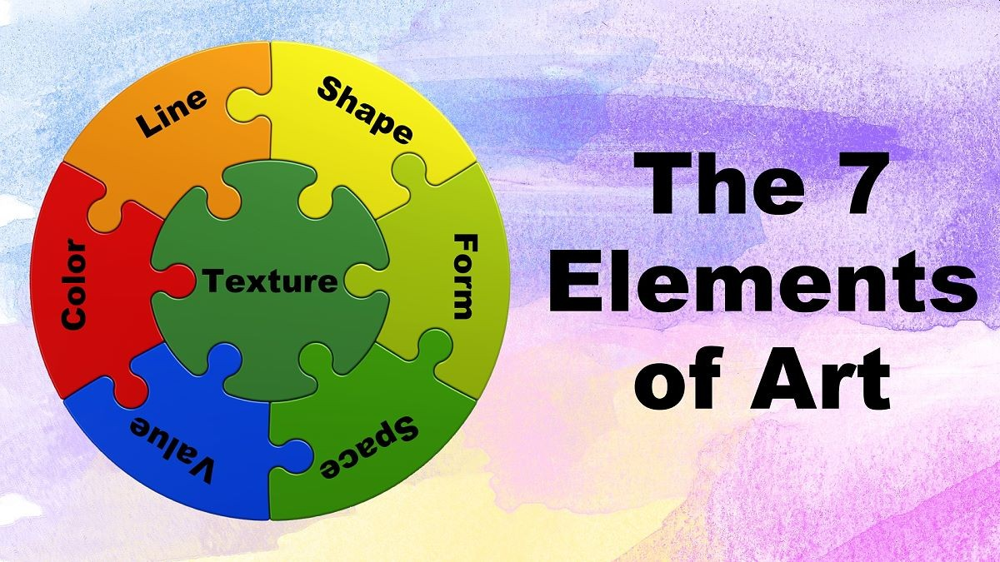 Line
Shape
Form
Space
Value
Color
Texture
The 7
Elements
of Art